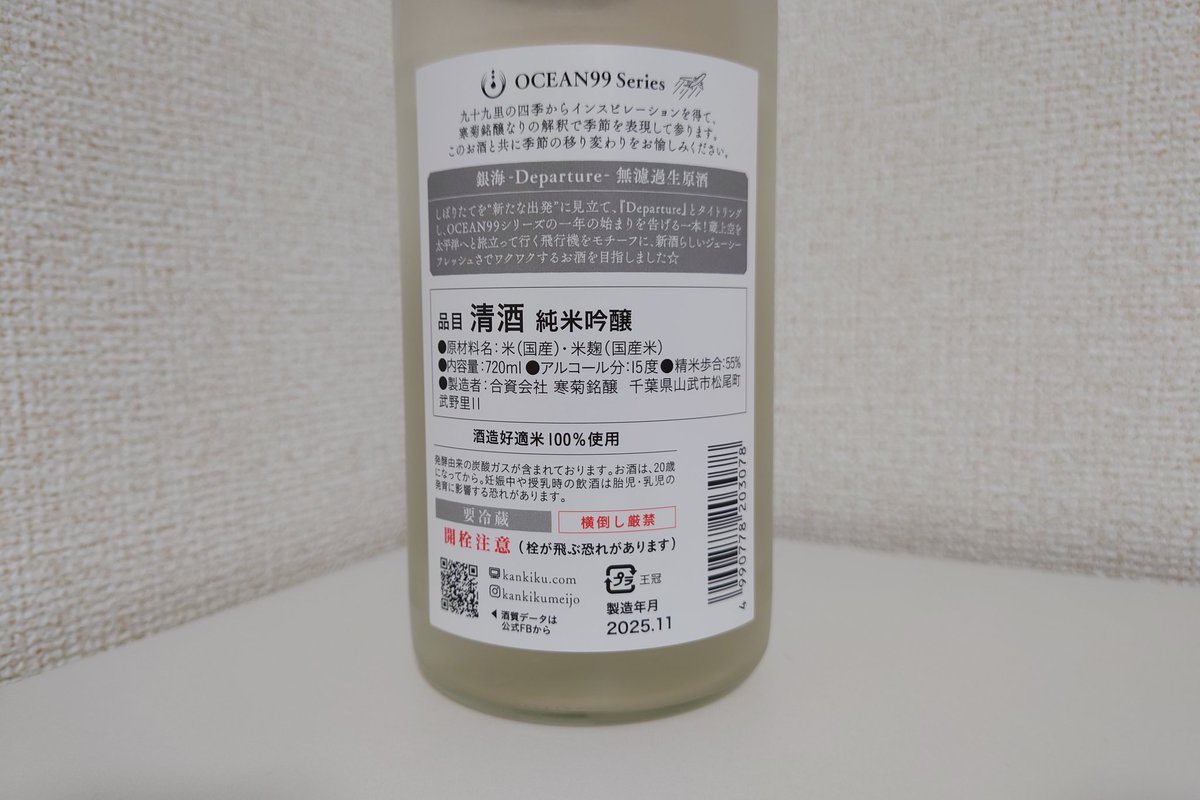 OCEAN99 Series
九十九里の四季からインスピレーションを得て、
寒菊銘醸なりの解釈で季節を表現して参ります。
このお酒と共に季節の移り変わりをお愉しみください。
銀海 -Departure- 無濾過生原酒
しぼりたてを"新たな出発"に見立て、『Departure』とタイトリング
し、OCEAN99シリーズの一年の始まりを告げる一本!蔵上空を
太平洋へと旅立って行く飛行機をモチーフに、新酒らしいジューシー
フレッシュさでワクワクするお酒を目指しました☆
品目 清酒 純米吟醸
●原材料名：米(国産)・米麹(国産米)
●内容量：720ml ●アルコール分：15度 ●精米歩合：55%
●製造者：合資会社 寒菊銘醸 千葉県山武市松尾町
武野里11
酒造好適米100%使用
発酵由来の炭酸ガスが含まれております。お酒は、20歳
になってから。妊娠中や授乳時の飲酒は胎児・乳児の
発育に影響する恐れがあります。
要冷蔵 横倒し厳禁
開栓注意 (栓が飛ぶ恐れがあります)
kankiku.com
kankikumeijo
◀ 酒質データは
公式FBから
プラ 王冠
製造年月
2025.11
4 990778 203078